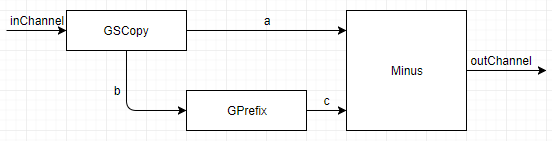 inChannel
GSCopy
a
Minus
outChannel
b
GPrefix
c